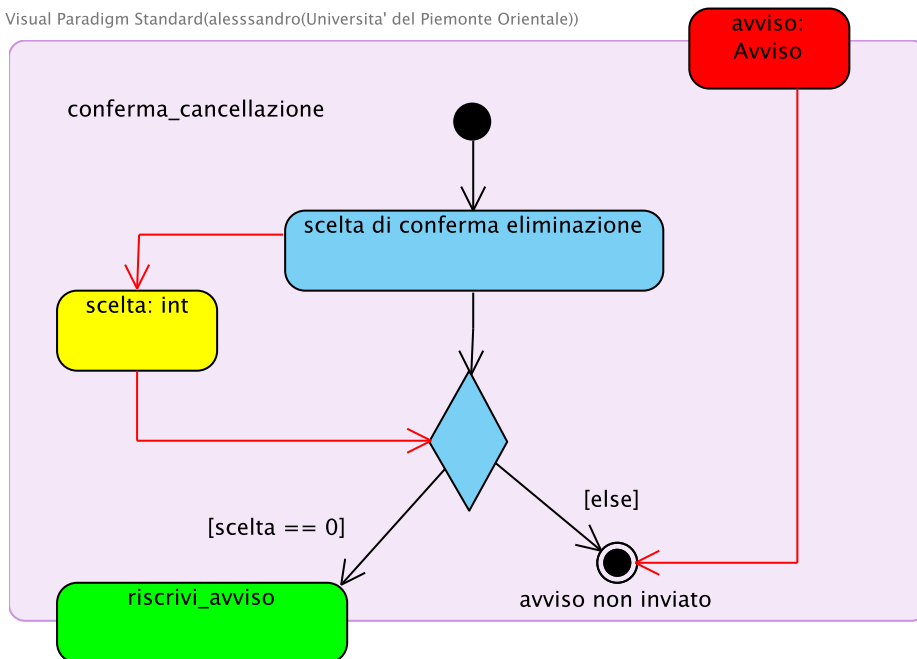 Visual Paradigm Standard(alesssandro(Universita' del Piemonte Orientale))
avviso:
Avviso
conferma_cancellazione
scelta di conferma eliminazione
scelta: int
[else]
[scelta == 0]
riscrivi_avviso
avviso non inviato